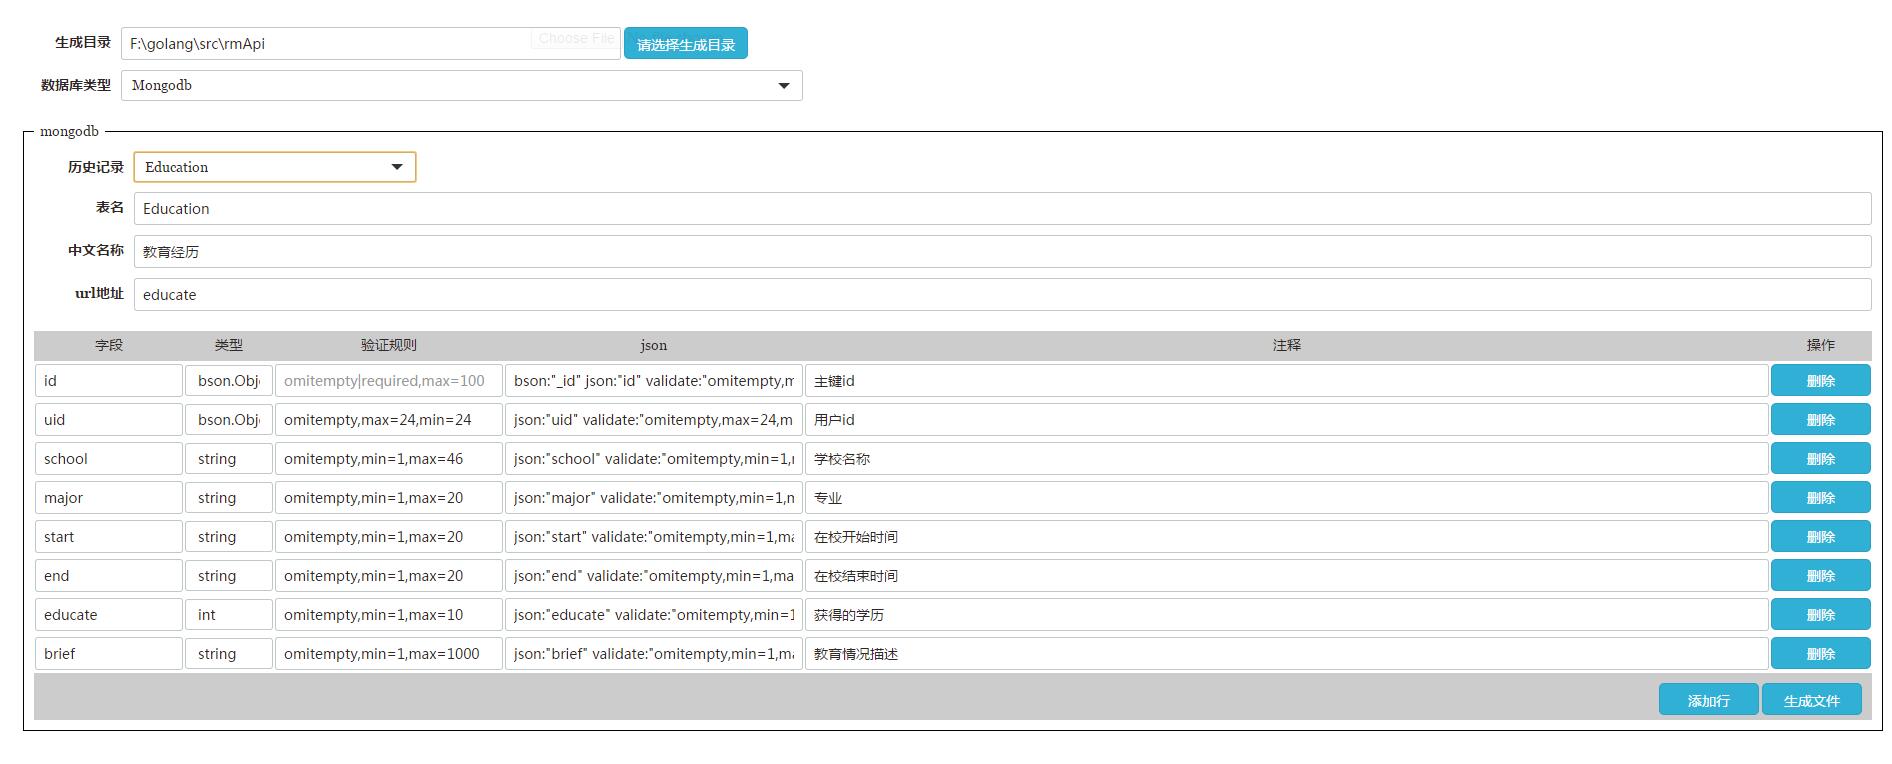 生成目录 F:\golang\src\rmApi Choose File 请选择生成目录
数据库类型 Mongodb
mongodb
历史记录 Education
表名 Education
中文名称 教育经历
url地址 educate
字段 类型 验证规则 json 注释 操作
id bson.Obj omitempty|required,max=100 bson:"_id" json:"id" validate:"omitempty,m 主键id 删除
uid bson.Obj omitempty,max=24,min=24 json:"uid" validate:"omitempty,max=24,m 用户id 删除
school string omitempty,min=1,max=46 json:"school" validate:"omitempty,min=1, 学校名称 删除
major string omitempty,min=1,max=20 json:"major" validate:"omitempty,min=1,m 专业 删除
start string omitempty,min=1,max=20 json:"start" validate:"omitempty,min=1,ma 在校开始时间 删除
end string omitempty,min=1,max=20 json:"end" validate:"omitempty,min=1,ma 在校结束时间 删除
educate int omitempty,min=1,max=10 json:"educate" validate:"omitempty,min=1 获得的学历 删除
brief string omitempty,min=1,max=1000 json:"brief" validate:"omitempty,min=1,ma 教育情况描述 删除
添加行 生成文件